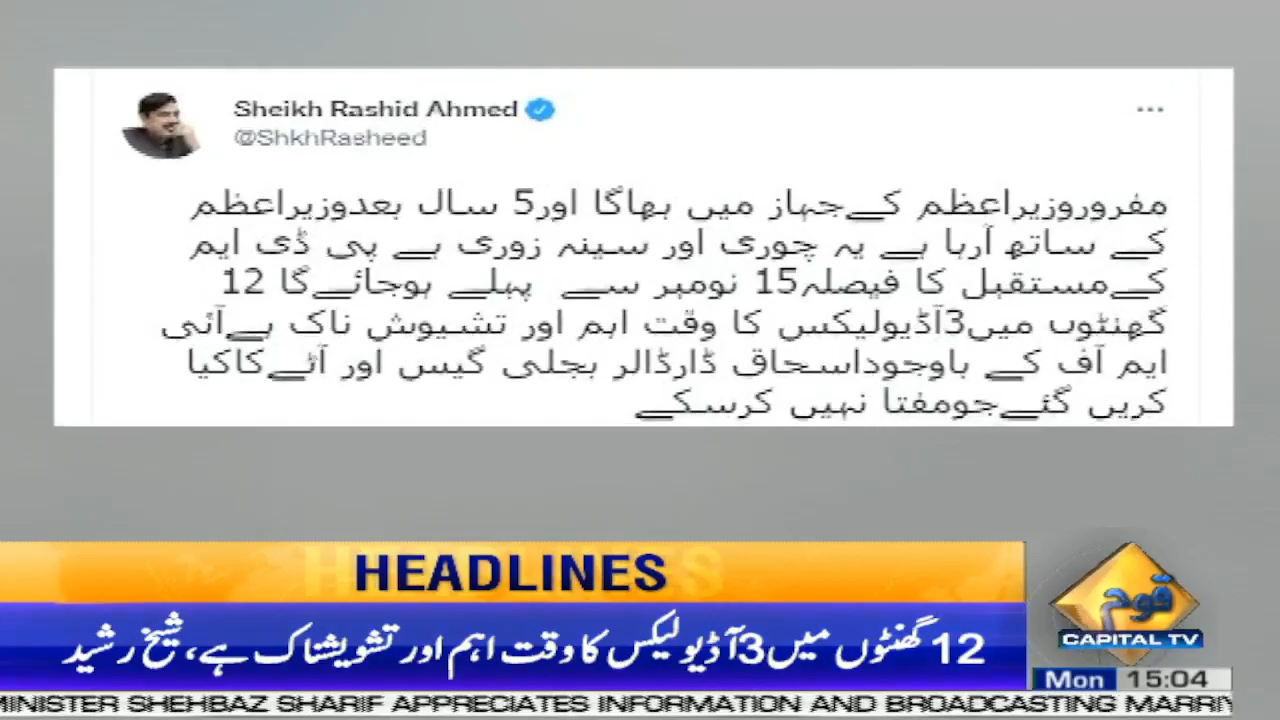 Sheikh Rashid Ahmed
@ShkhRasheed
مفروروزیراعظم کےجہاز میں بھاگا اور5 سال بعدوزیراعظم
کے ساتھ آرہا ہے یہ چوری اور سینہ زوری ہے پی ڈی ایم
کےمستقبل کا فیصلہ15 نومبر سے پہلے ہوجائےگا 12
گھنٹوں میں3آڈیولیکس کا وقت اہم اور تشیوش ناک ہےآئی
ایم آف کے باوجوداسحاق ڈارڈالر بجلی گیس اور آٹےکاکیا
کریں گئےجومفتا نہیں کرسکے
HEADLINES
12 گھنٹوں میں3آڈیولیکس کا وقت اہم اور تشویشناک ہے، شیخ رشید
قوم
CAPITAL TV
Mon 15:04
MINISTER SHEHBAZ SHARIF APPRECIATES INFORMATION AND BROADCASTING